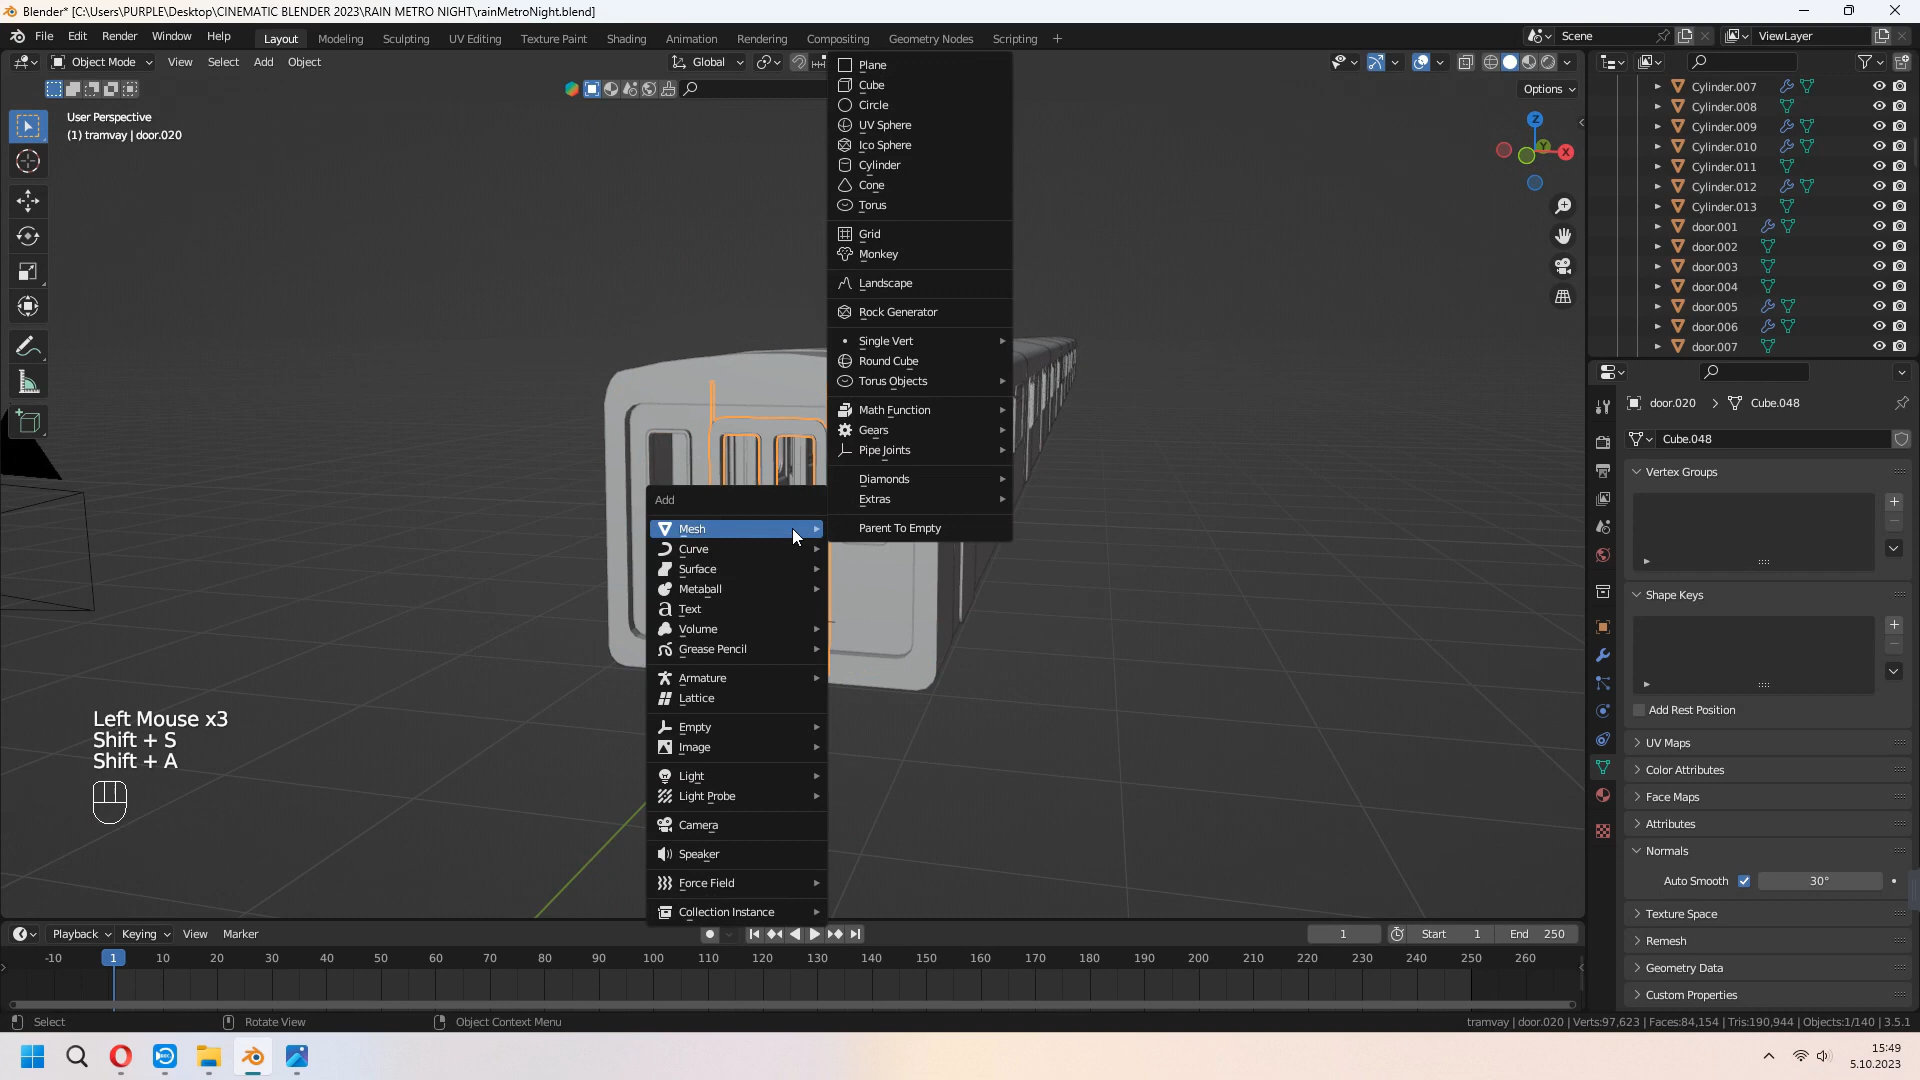 Blender* [C:\Users\PURPLE\Desktop\CINEMATIC BLENDER 2023\RAIN METRO NIGHT\rainMetroNight.blend]
File Edit Render Window Help Layout Modeling Sculpting UV Editing Texture Paint Shading Animation Rendering Compositing Geometry Nodes Scripting + Scene ViewLayer
Object Mode View Select Add Object Global
Options
User Perspective
(1) tramvay | door.020
Plane
Cube
Circle
UV Sphere
Ico Sphere
Cylinder
Cone
Torus
Grid
Monkey
Landscape
Rock Generator
Single Vert
Round Cube
Torus Objects
Math Function
Gears
Pipe Joints
Diamonds
Extras
Parent To Empty
Z
Y
X
Add
Mesh
Curve
Surface
Metaball
Text
Volume
Grease Pencil
Armature
Lattice
Empty
Image
Light
Light Probe
Camera
Speaker
Force Field
Collection Instance
Left Mouse x3
Shift + S
Shift + A
Cylinder.007
Cylinder.008
Cylinder.009
Cylinder.010
Cylinder.011
Cylinder.012
Cylinder.013
door.001
door.002
door.003
door.004
door.005
door.006
door.007
door.020 > Cube.048
Cube.048
Vertex Groups
Shape Keys
Add Rest Position
UV Maps
Color Attributes
Face Maps
Attributes
Normals
Auto Smooth 30°
Texture Space
Remesh
Geometry Data
Custom Properties
Playback Keying View Marker 1 Start 1 End 250
-10 1 10 20 30 40 50 60 70 80 90 100 110 120 130 140 150 160 170 180 190 200 210 220 230 240 250 260
Select Rotate View Object Context Menu tramvay | door.020 | Verts:97,623 | Faces:84,154 | Tris:190,944 | Objects:1/140 | 3.5.1
15:49
5.10.2023